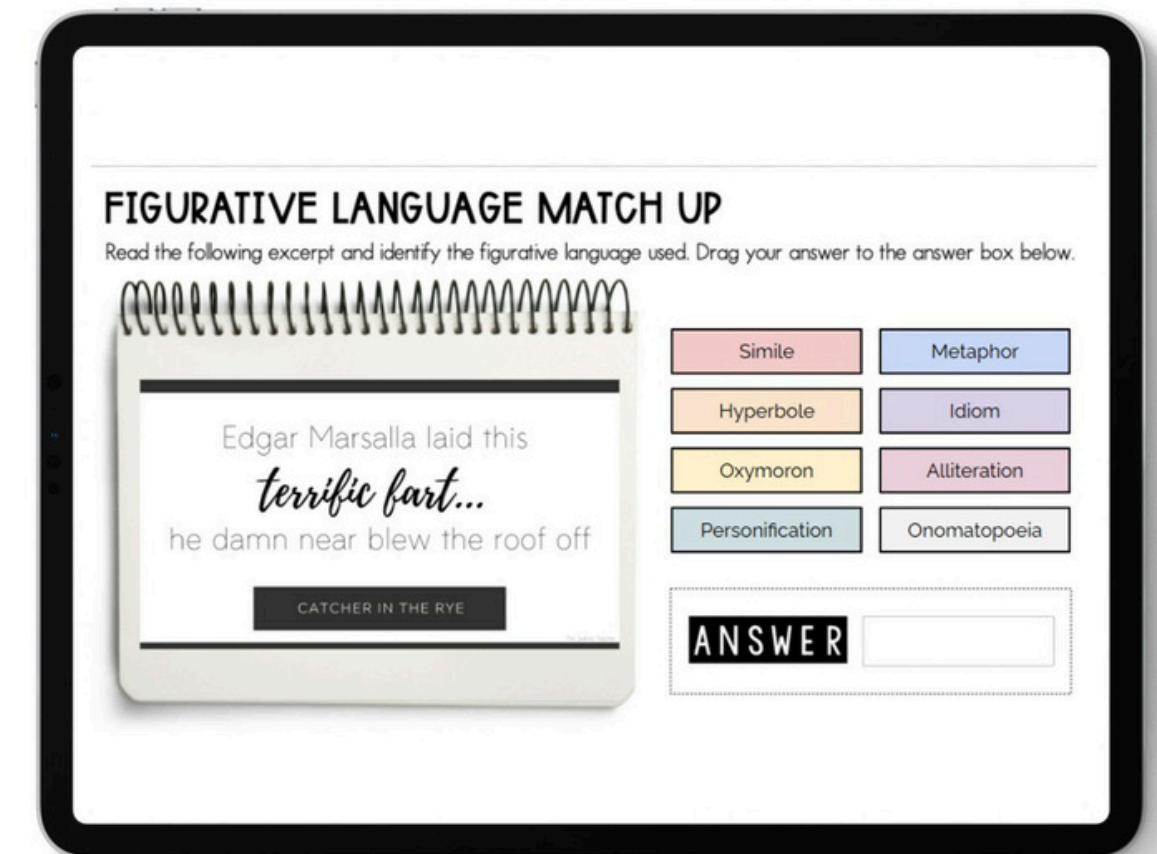 FIGURATIVE LANGUAGE MATCH UP
Read the following excerpt and identify the figurative language used. Drag your answer to the answer box below.
Edgar Marsalla laid this
terrific fart...
he damn near blew the roof off
CATCHER IN THE RYE
Simile
Metaphor
Hyperbole
Idiom
Oxymoron
Alliteration
Personification
Onomatopoeia
ANSWER